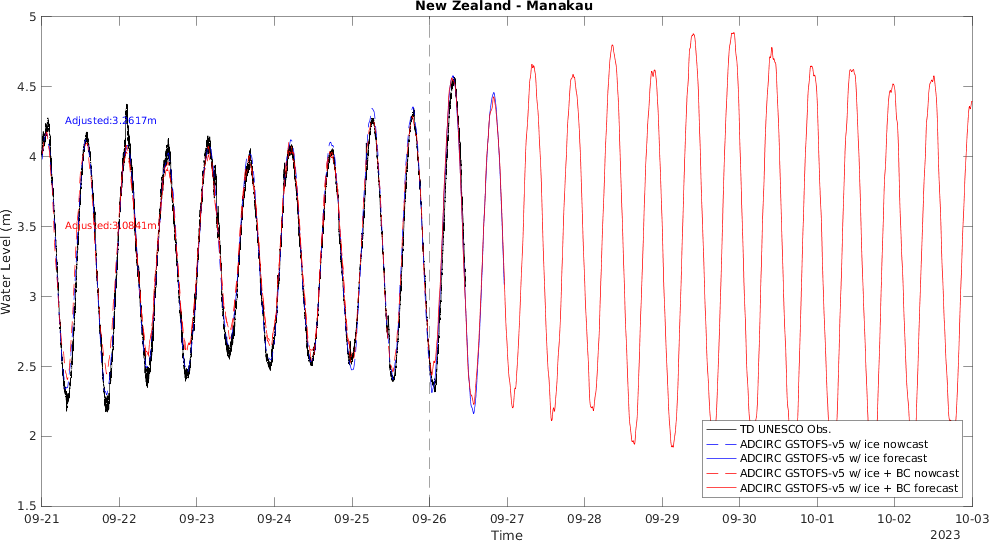 New Zealand - Manakau
5
4.5
4
3.5
3
2.5
2
1.5
Water Level (m)
Adjusted:3.2617m
Adjusted:3.0841m
TD UNESCO Obs.
ADCIRC GSTOFS-v5 w/ ice nowcast
ADCIRC GSTOFS-v5 w/ ice forecast
ADCIRC GSTOFS-v5 w/ ice + BC nowcast
ADCIRC GSTOFS-v5 w/ ice + BC forecast
09-21 09-22 09-23 09-24 09-25 09-26 09-27 09-28 09-29 09-30 10-01 10-02 10-03
Time
2023